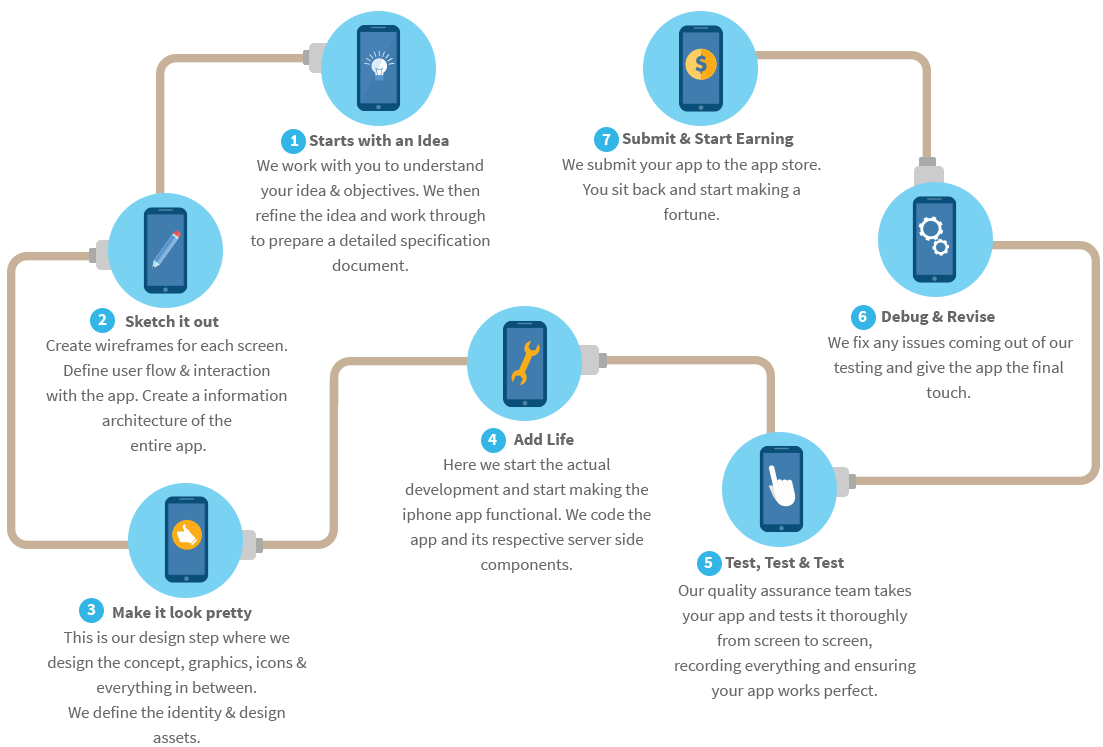 1 Starts with an Idea
We work with you to understand
your idea & objectives. We then
refine the idea and work through
to prepare a detailed specification
document.
2 Sketch it out
Create wireframes for each screen.
Define user flow & interaction
with the app. Create a information
architecture of the
entire app.
3 Make it look pretty
This is our design step where we
design the concept, graphics, icons &
everything in between.
We define the identity & design
assets.
4 Add Life
Here we start the actual
development and start making the
iphone app functional. We code the
app and its respective server side
components.
5 Test, Test & Test
Our quality assurance team takes
your app and tests it thoroughly
from screen to screen,
recording everything and ensuring
your app works perfect.
6 Debug & Revise
We fix any issues coming out of our
testing and give the app the final
touch.
$
7 Submit & Start Earning
We submit your app to the app store.
You sit back and start making a
fortune.